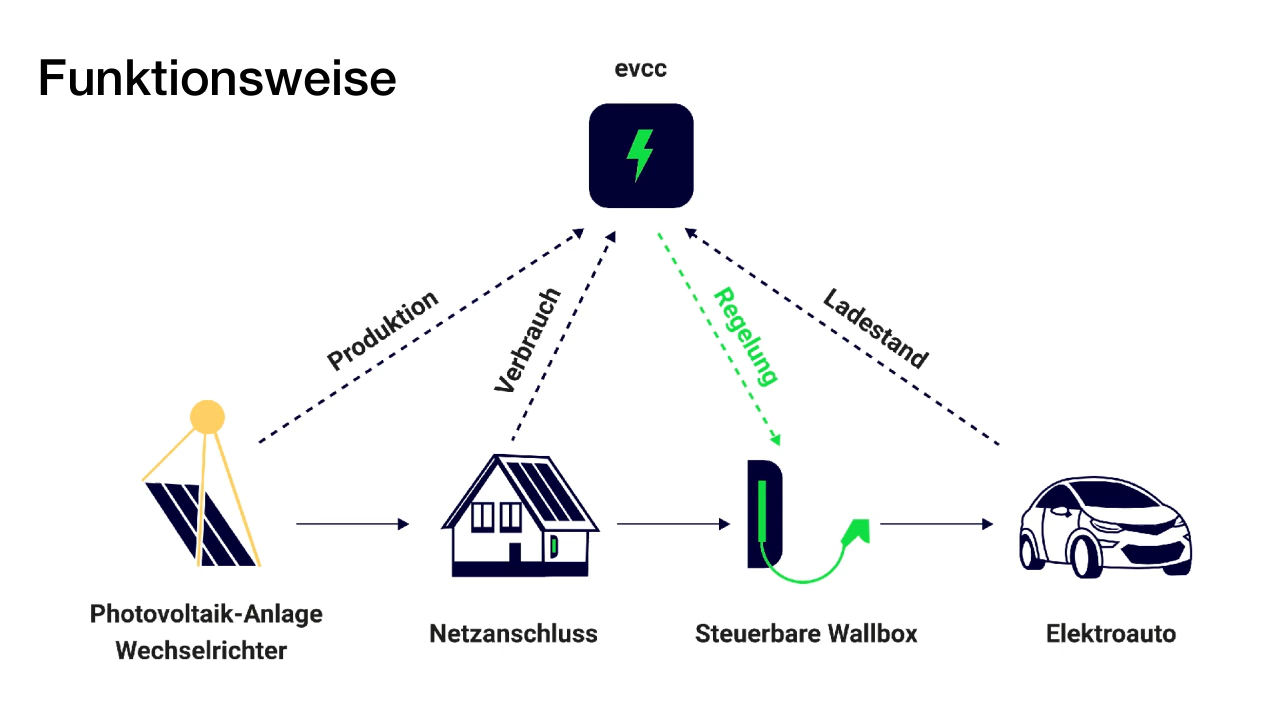 Funktionsweise
evcc
Produktion
Verbrauch
Regelung
Ladestand
Photovoltaik-Anlage
Wechselrichter
Netzanschluss
Steuerbare Wallbox
Elektroauto